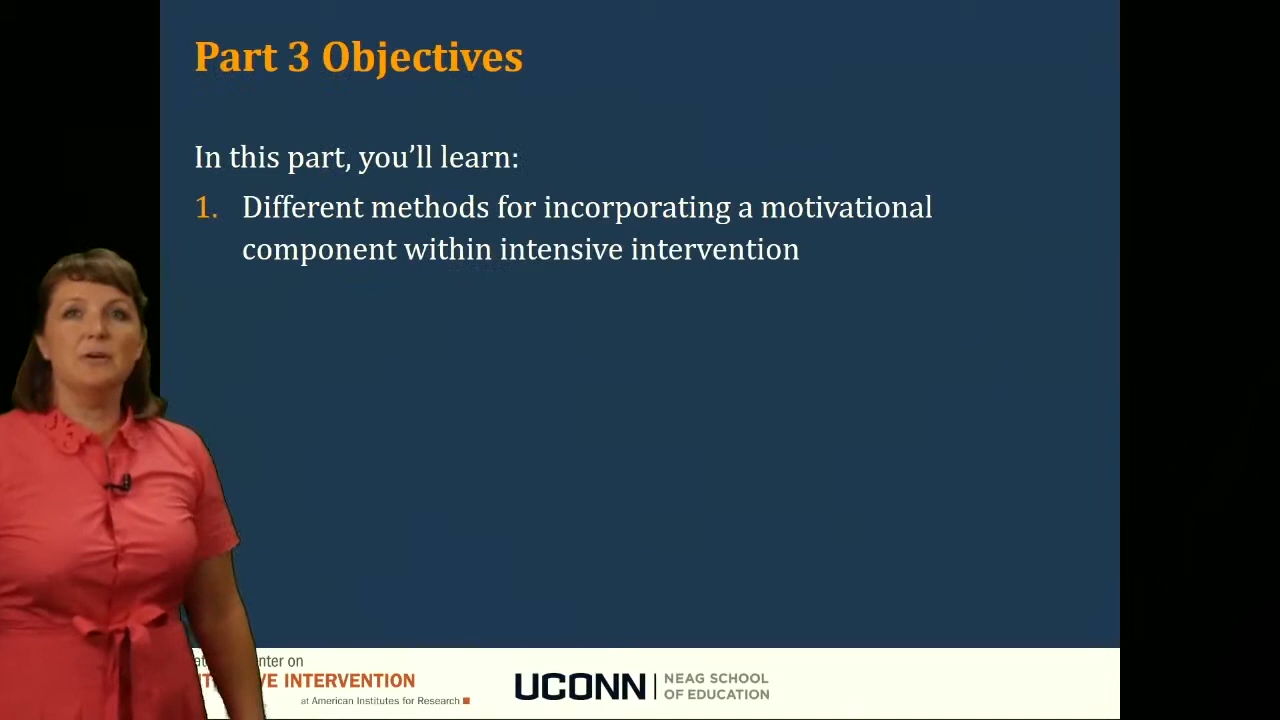 Part 3 Objectives
In this part, you'll learn:
1. Different methods for incorporating a motivational
component within intensive intervention
on
INTERVENTION
at American Institutes for Research
UCONN
NEAG SCHOOL
OF EDUCATION